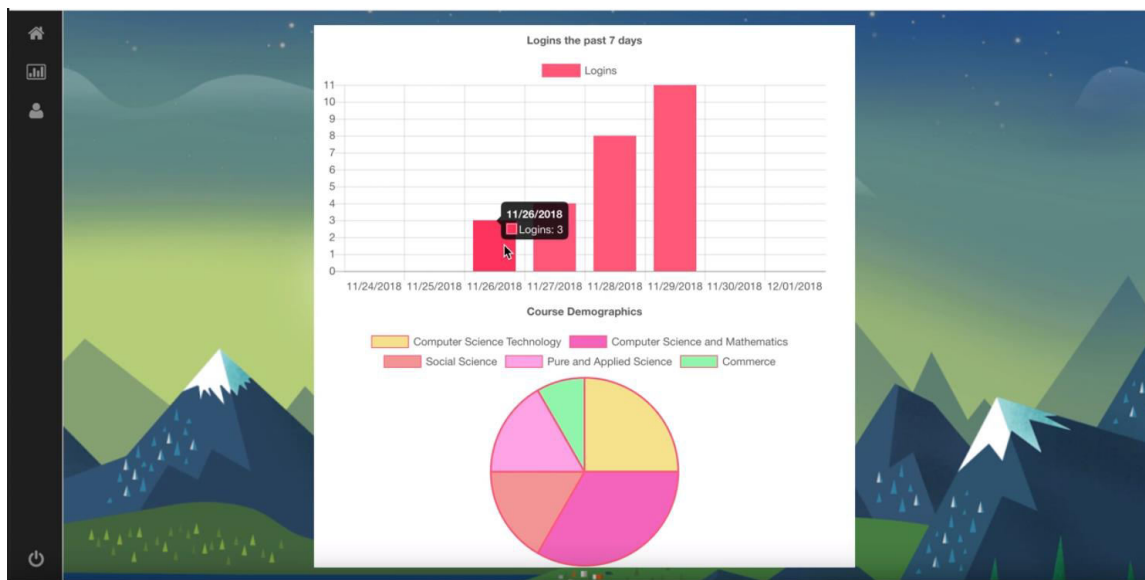 Logins the past 7 days
Logins
11
10
9
8
7
6
5
4
3
2
1
0
11/26/2018
Logins: 3
11/24/2018 11/25/2018 11/26/2018 11/27/2018 11/28/2018 11/29/2018 11/30/2018 12/01/2018
Course Demographics
Computer Science Technology Computer Science and Mathematics
Social Science Pure and Applied Science Commerce